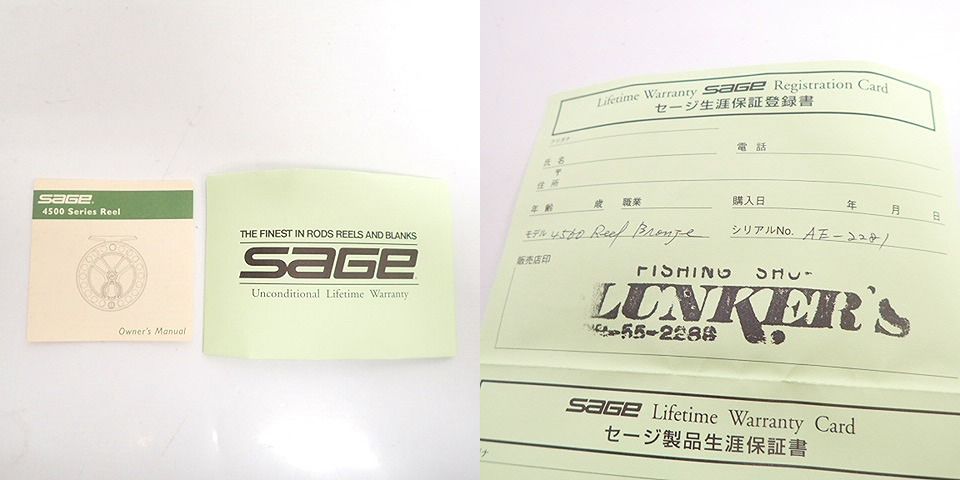 SAGE
4500 Series Reel
Owner's Manual
THE FINEST IN RODS REELS AND BLANKS
SAGE
Unconditional Lifetime Warranty
Lifetime Warranty SAGE Registration Card
セージ生涯保証登録書
フリガナ
氏名
電話
〒
住所
年齢 歳 職業 購入日 年 月 日
モデル 4560 Reel Bronze シリアルNo. AF-2281
販売店印
FISHING SHO
LUNKER'S
-55-2288
SAGE Lifetime Warranty Card
セージ製品生涯保証書